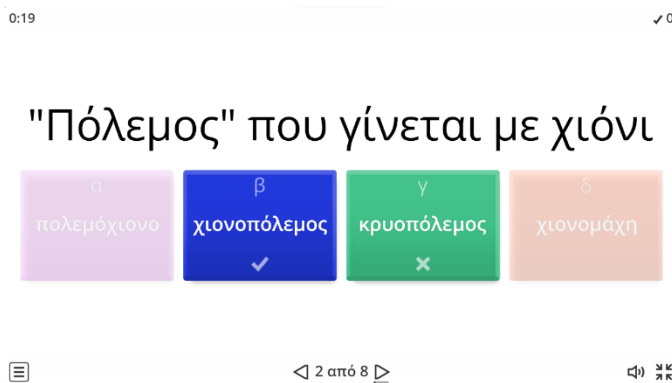 0:19
✓ 0
"Πόλεμος" που γίνεται με χιόνι
α
πολεμόχιονο
β
χιονοπόλεμος
γ
κρυοπόλεμος
δ
χιονομάχη
2 από 8